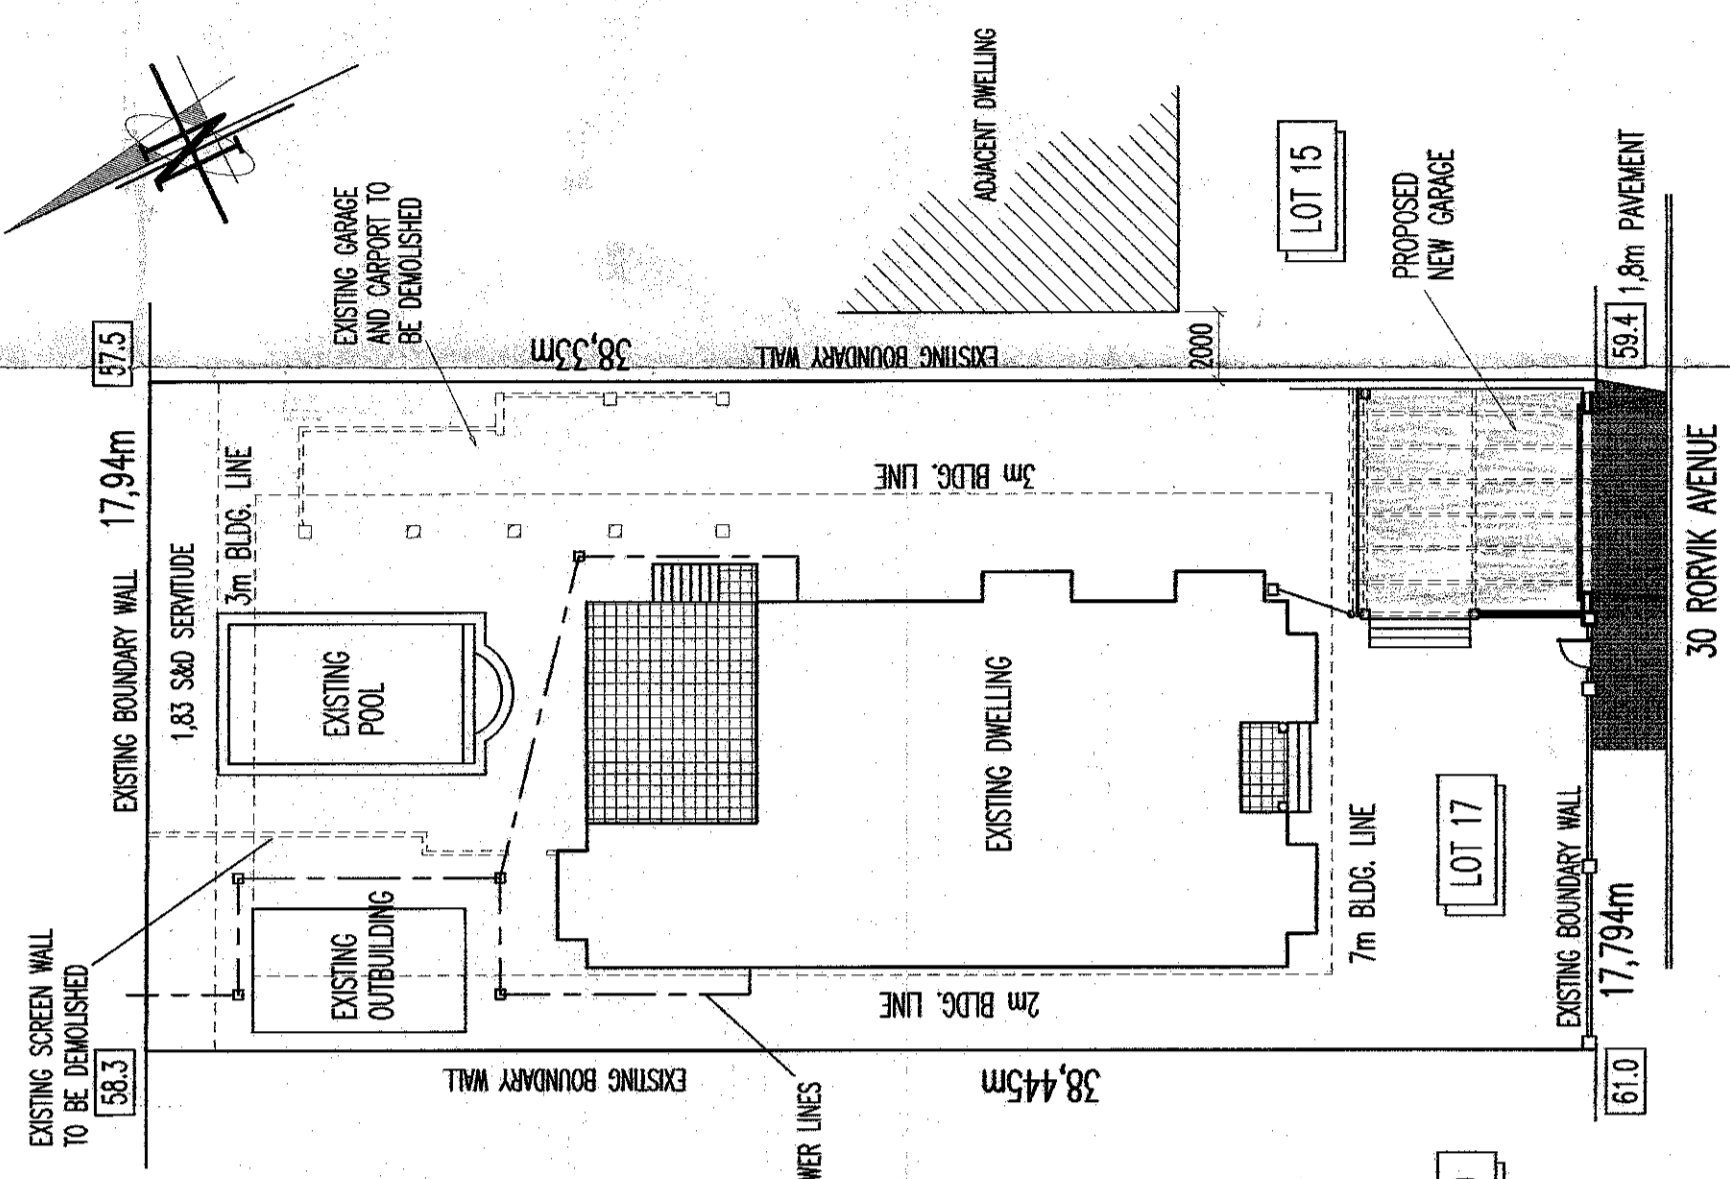 N
EXISTING SCREEN WALL
TO BE DEMOLISHED
58.3
EXISTING BOUNDARY WALL 17,94m
57.5
1,83 S&D SERVITUDE
3m BLDG. LINE
EXISTING GARAGE
AND CARPORT TO
BE DEMOLISHED
EXISTING
POOL
EXISTING
OUTBUILDING
38,33m
EXISTING BOUNDARY WALL
ADJACENT DWELLING
2000
3m BLDG. LINE
EXISTING DWELLING
2m BLDG. LINE
EXISTING BOUNDARY WALL
38,445m
WER LINES
7m BLDG. LINE
LOT 15
PROPOSED
NEW GARAGE
LOT 17
EXISTING BOUNDARY WALL
17,794m
61.0
59.4
1,8m PAVEMENT
30 RORVIK AVENUE